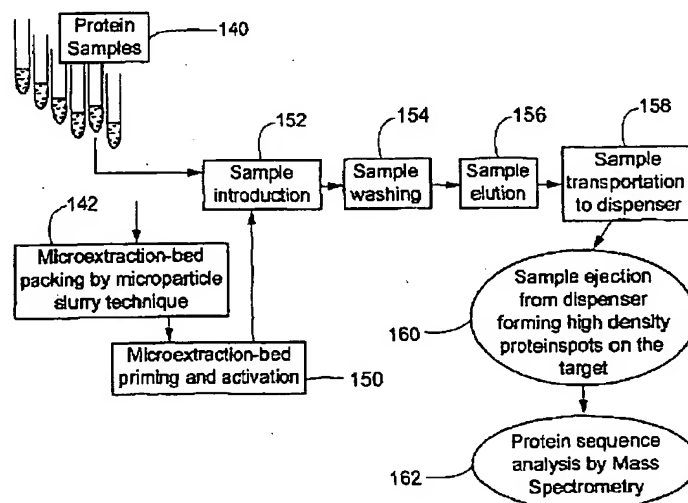 Protein
Samples
140
152
154
156
158
Sample
introduction
Sample
washing
Sample
elution
Sample
transportation
to dispenser
142
Microextraction-bed
packing by microparticle
slurry technique
Microextraction-bed
priming and activation
150
Sample ejection
from dispenser
forming high density
proteinspots on the
target
160
Protein sequence
analysis by Mass
Spectrometry
162